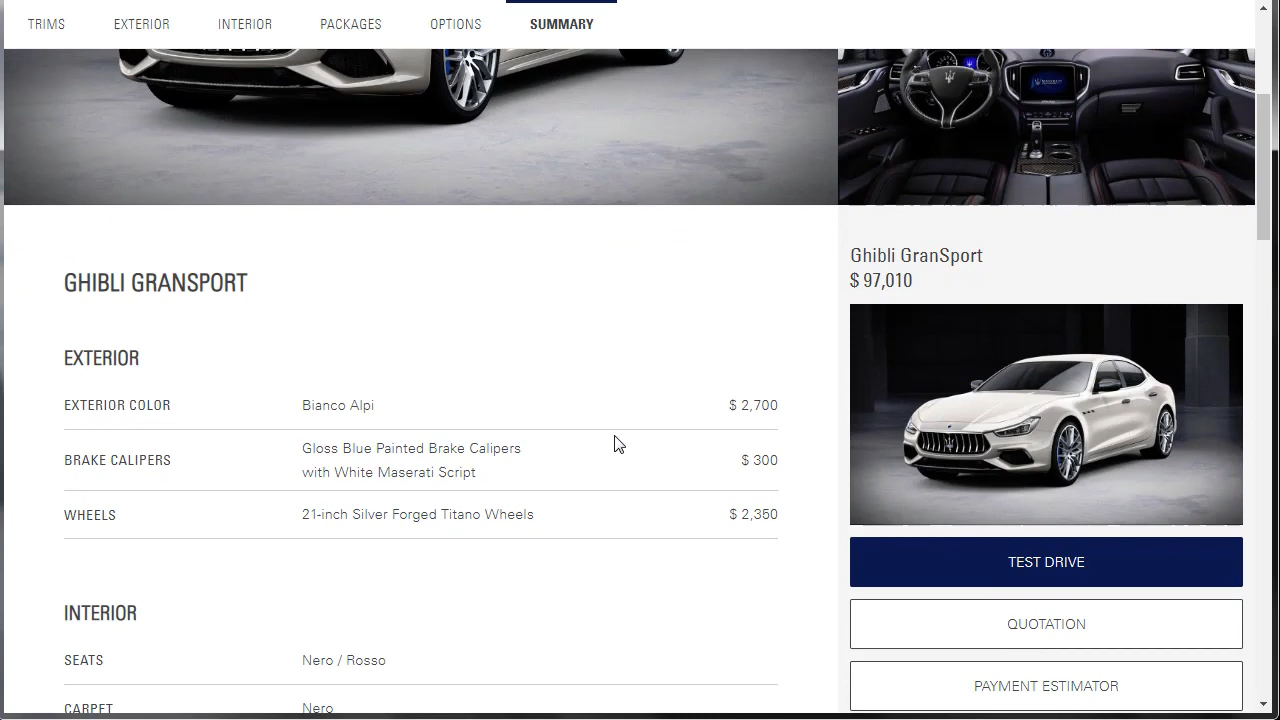 TRIMS
EXTERIOR
INTERIOR
PACKAGES
OPTIONS
SUMMARY
GHIBLI GRANSPORT
EXTERIOR
EXTERIOR COLOR Bianco Alpi $ 2,700
BRAKE CALIPERS Gloss Blue Painted Brake Calipers
with White Maserati Script $ 300
WHEELS 21-inch Silver Forged Titano Wheels $ 2,350
INTERIOR
SEATS Nero / Rosso
CARPET Nero
Ghibli GranSport
$ 97,010
TEST DRIVE
QUOTATION
PAYMENT ESTIMATOR